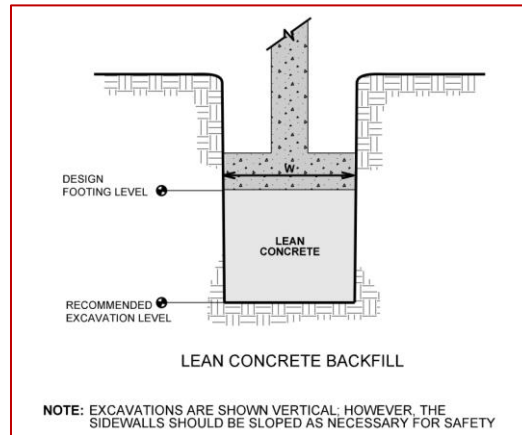 W
DESIGN
FOOTING LEVEL
LEAN
CONCRETE
RECOMMENDED
EXCAVATION LEVEL
LEAN CONCRETE BACKFILL
NOTE: EXCAVATIONS ARE SHOWN VERTICAL; HOWEVER, THE
SIDEWALLS SHOULD BE SLOPED AS NECESSARY FOR SAFETY